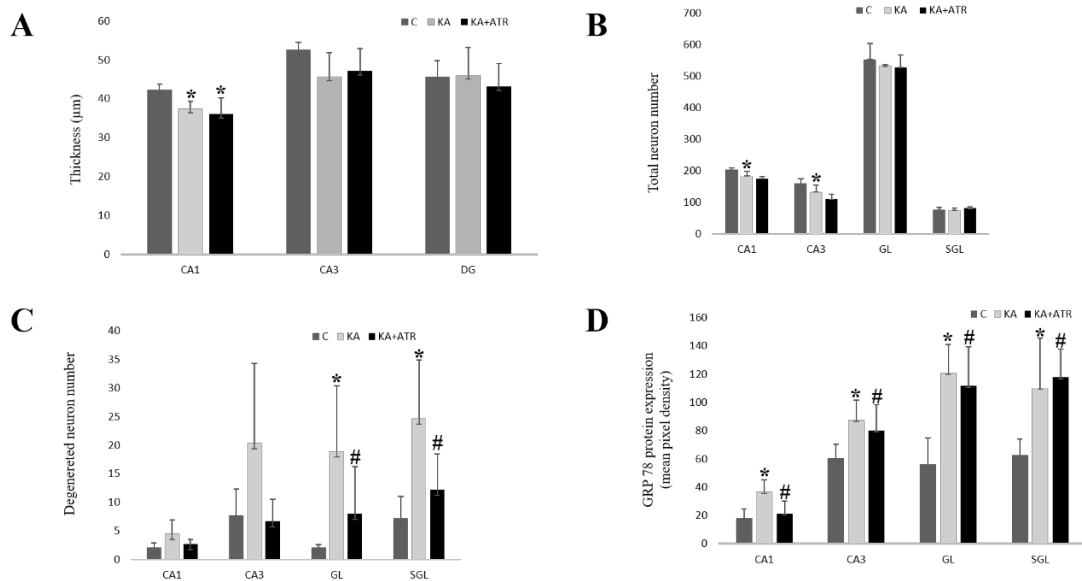 A
C KA KA+ATR
Thickness (µm)
60
50
40
30
20
10
0
* *
CA1 CA3 DG
B
C KA KA+ATR
Total neuron number
700
600
500
400
300
200
100
0
* *
CA1 CA3 GL SGL
C
C KA KA+ATR
Degenereted neuron number
40
35
30
25
20
15
10
5
0
* # * #
CA1 CA3 GL SGL
D
C KA KA+ATR
GRP 78 protein expression
(mean pixel density)
160
140
120
100
80
60
40
20
0
* # * # * # * #
CA1 CA3 GL SGL